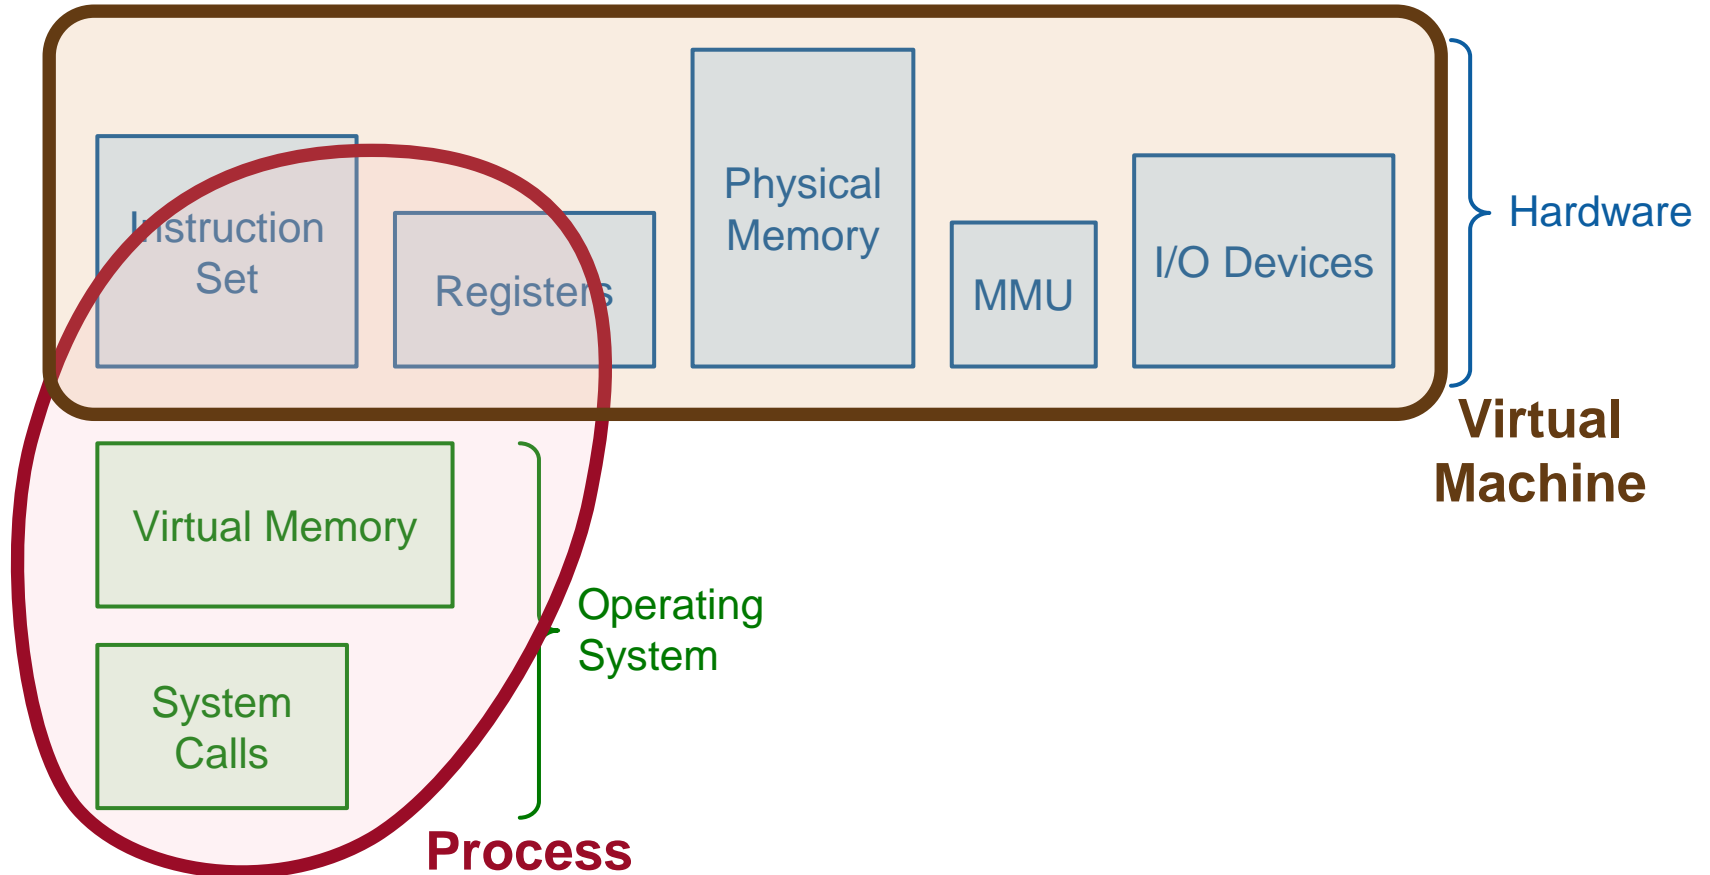 Instruction
Set
Registers
Physical
Memory
MMU
I/O Devices
Hardware
Virtual
Machine
Virtual Memory
System
Calls
Operating
System
Process